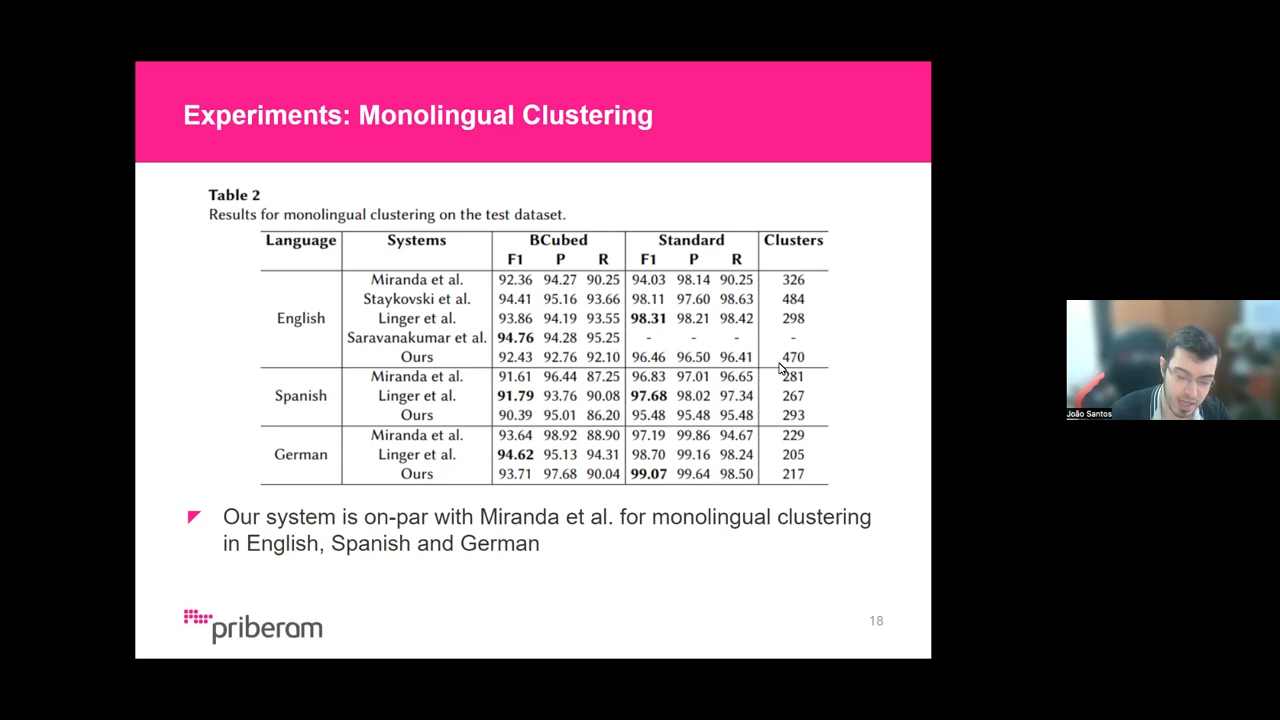 Experiments: Monolingual Clustering
Table 2
Results for monolingual clustering on the test dataset.
Language Systems BCubed Standard Clusters
F1 P R F1 P R
English
Miranda et al. 92.36 94.27 90.25 94.03 98.14 90.25 326
Staykovski et al. 94.41 95.16 93.66 98.11 97.60 98.63 484
Linger et al. 93.86 94.19 93.55 98.31 98.21 98.42 298
Saravanakumar et al. 94.76 94.28 95.25 - - - -
Ours 92.43 92.76 92.10 96.46 96.50 96.41 470
Spanish
Miranda et al. 91.61 96.44 87.25 96.83 97.01 96.65 281
Linger et al. 91.79 93.76 90.08 97.68 98.02 97.34 267
Ours 90.39 95.01 86.20 95.48 95.48 95.48 293
German
Miranda et al. 93.64 98.92 88.90 97.19 99.86 94.67 229
Linger et al. 94.62 95.13 94.31 98.70 99.16 98.24 205
Ours 93.71 97.68 90.04 99.07 99.64 98.50 217
Our system is on-par with Miranda et al. for monolingual clustering
in English, Spanish and German
priberam
18
João Santos